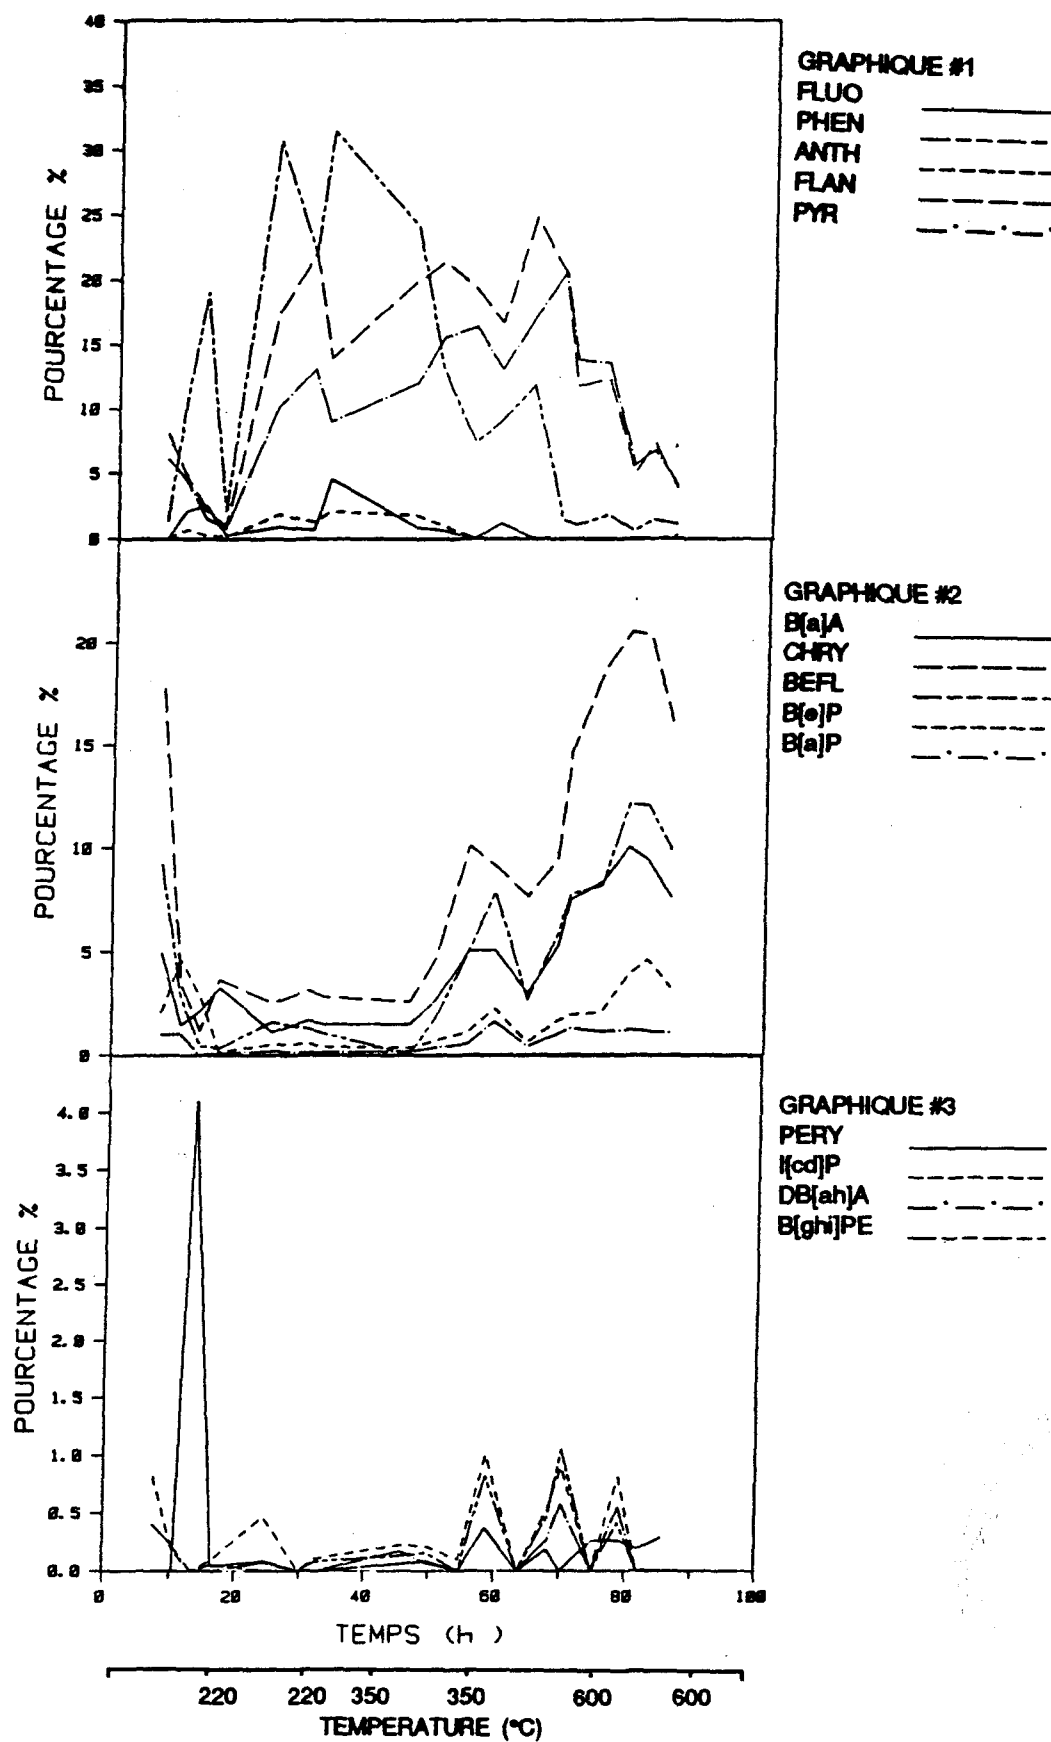 40
35
30
25
20
15
10
5
0
POURCENTAGE %
GRAPHIQUE #1
FLUO
PHEN
ANTH
FLAN
PYR
20
15
10
5
0
POURCENTAGE %
GRAPHIQUE #2
B[a]A
CHRY
BEFL
B[e]P
B[a]P
4.0
3.5
3.0
2.5
2.0
1.5
1.0
0.5
0.0
POURCENTAGE %
GRAPHIQUE #3
PERY
I[cd]P
DB[ah]A
B[ghi]PE
0 20 40 60 80 100
TEMPS (h )
220 220 350 350 600 600
TEMPERATURE (°C)